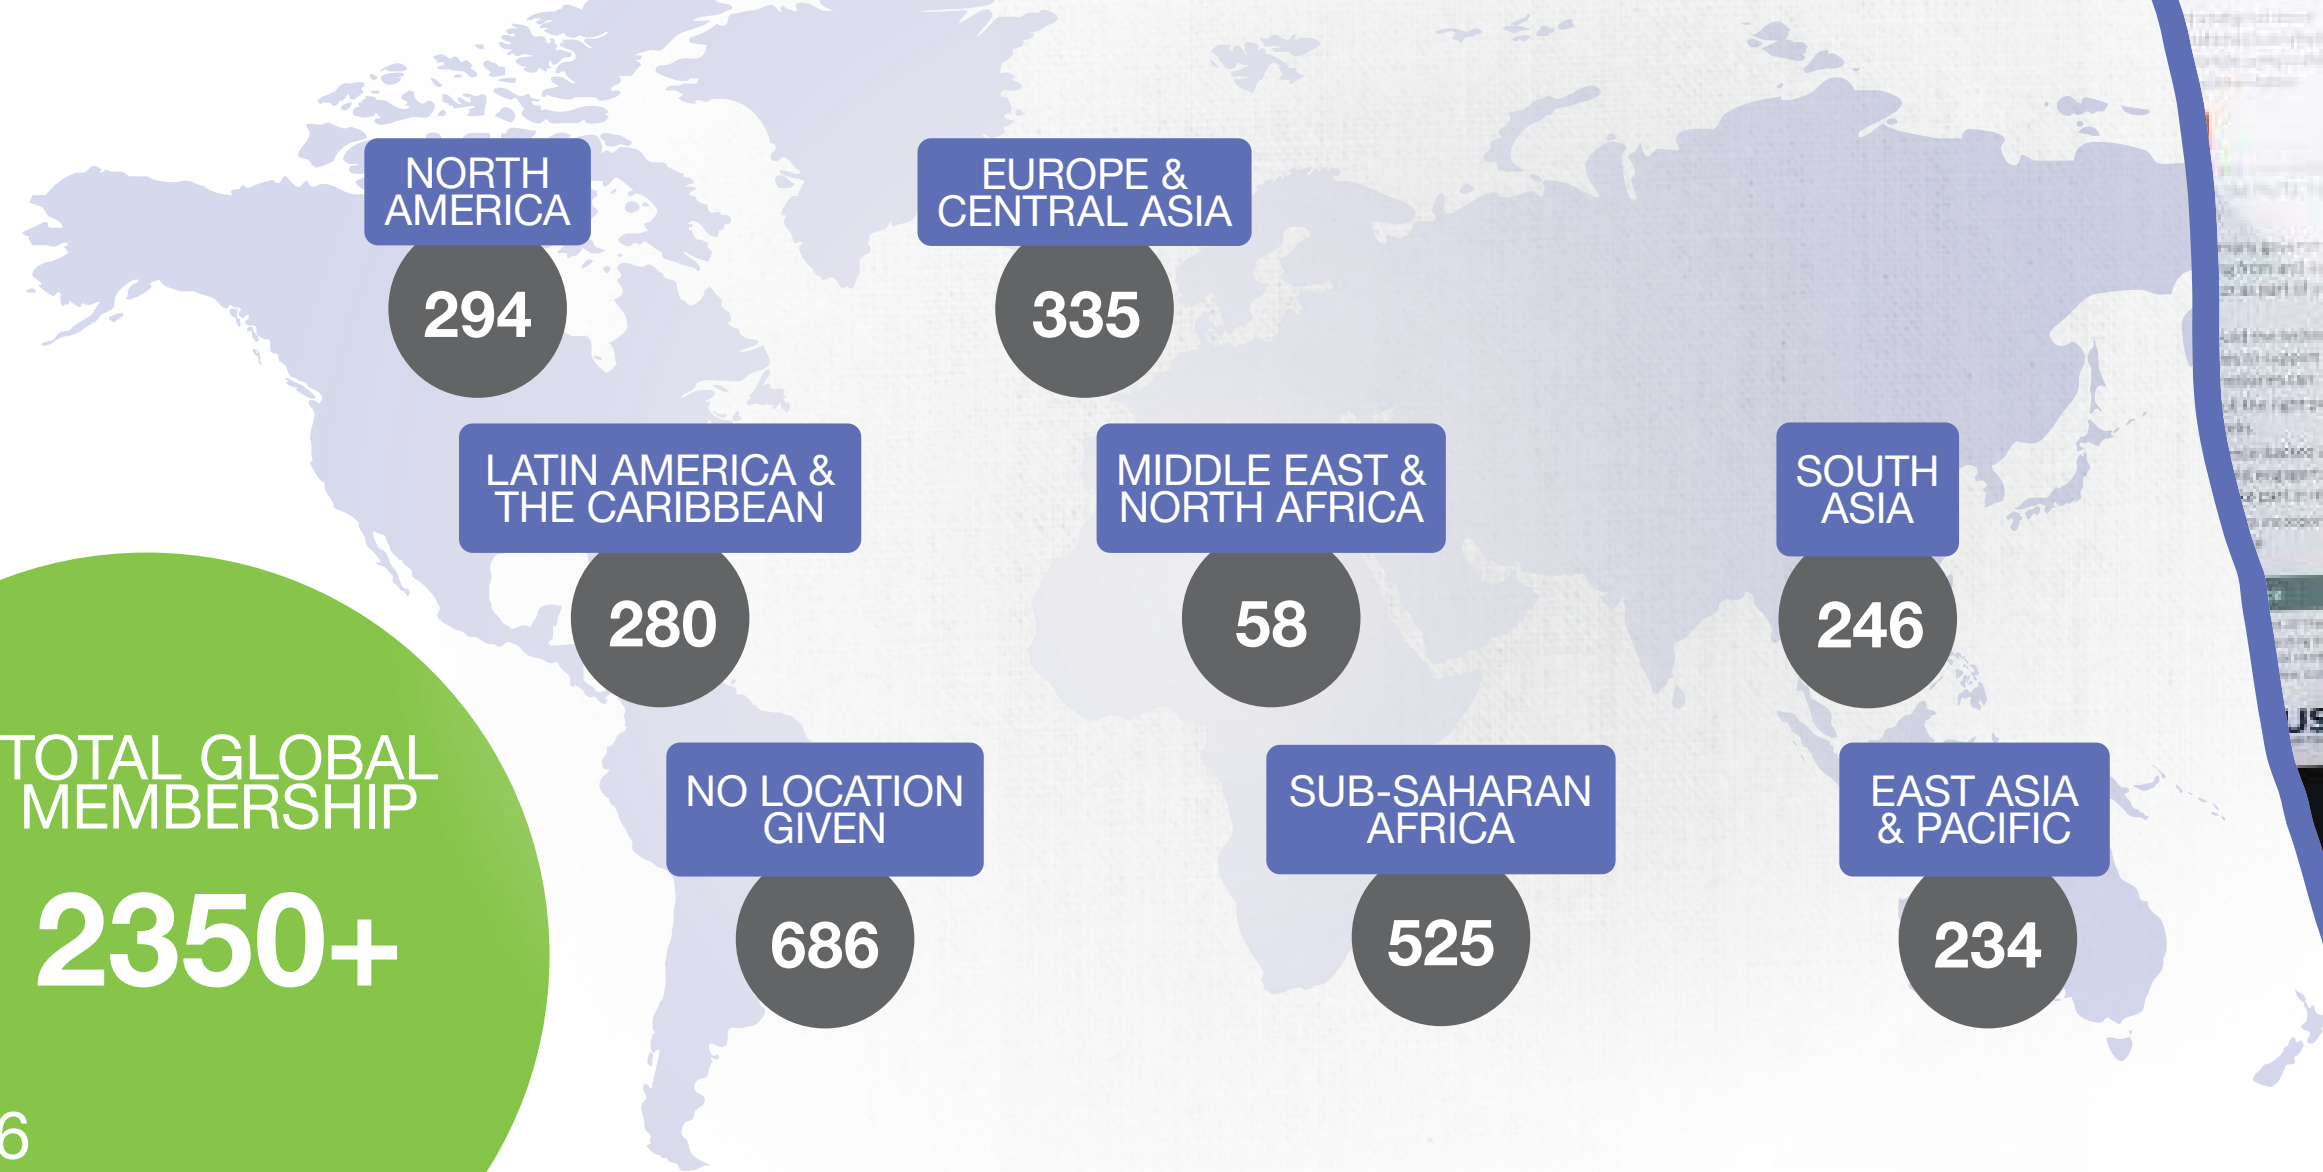 NORTH
AMERICA
294
EUROPE &
CENTRAL ASIA
335
LATIN AMERICA &
THE CARIBBEAN
280
MIDDLE EAST &
NORTH AFRICA
58
SOUTH
ASIA
246
TOTAL GLOBAL
MEMBERSHIP
2350+
NO LOCATION
GIVEN
686
SUB-SAHARAN
AFRICA
525
EAST ASIA
& PACIFIC
234
6